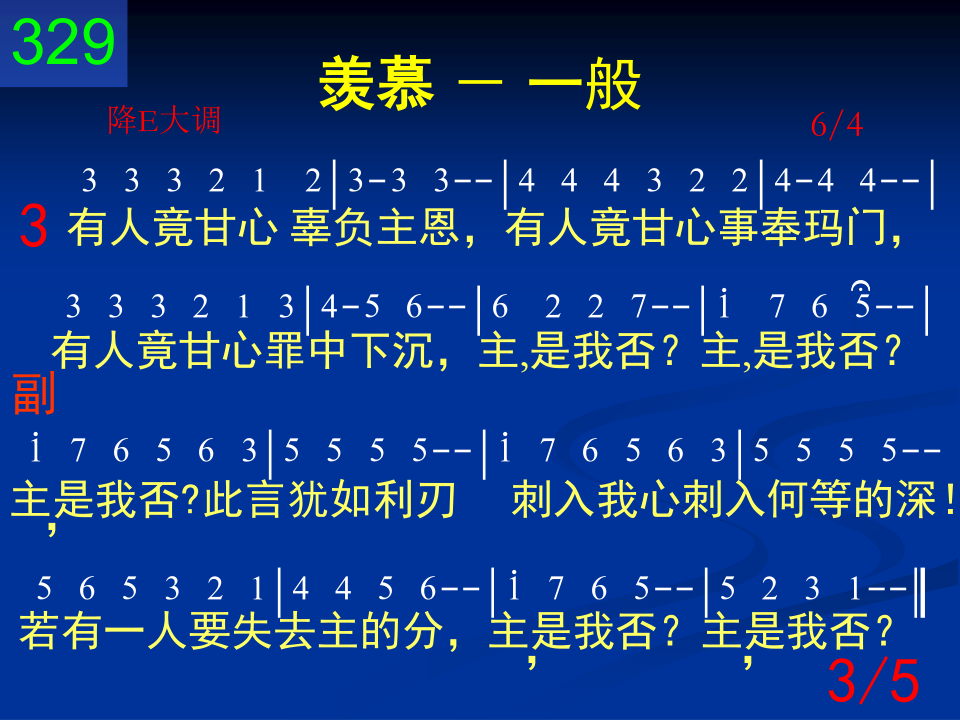 329
羡慕 － 一般
降E大调 6/4
3 3 3 2 1 2|3-3 3--|4 4 4 3 2 2|4-4 4--|
3 有人竟甘心 辜负主恩，有人竟甘心事奉玛门，
3 3 3 2 1 3|4-5 6--|6 2 2 7--|i 7 6 5--|
有人竟甘心罪中下沉，主,是我否？主,是我否？
副
i 7 6 5 6 3|5 5 5 5--|i 7 6 5 6 3|5 5 5 5--
主，是我否?此言犹如利刃 刺入我心刺入何等的深！
5 6 5 3 2 1|4 4 5 6--|i 7 6 5--|5 2 3 1--‖
若有一人要失去主的分，主，是我否？主，是我否？
3/5